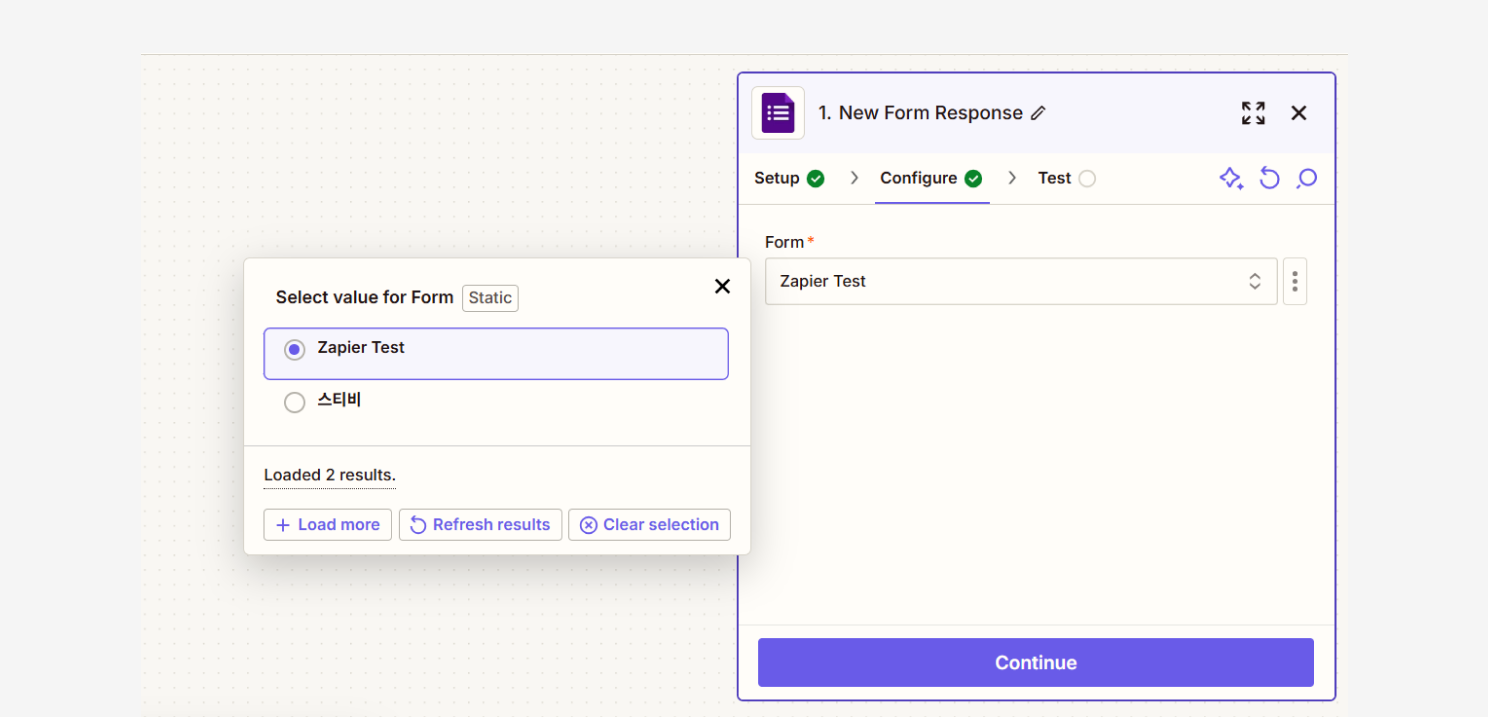 1. New Form Response
Setup
Configure
Test
Form*
Zapier Test
Select value for Form Static
Zapier Test
스티비
Loaded 2 results.
+ Load more
Refresh results
Clear selection
Continue